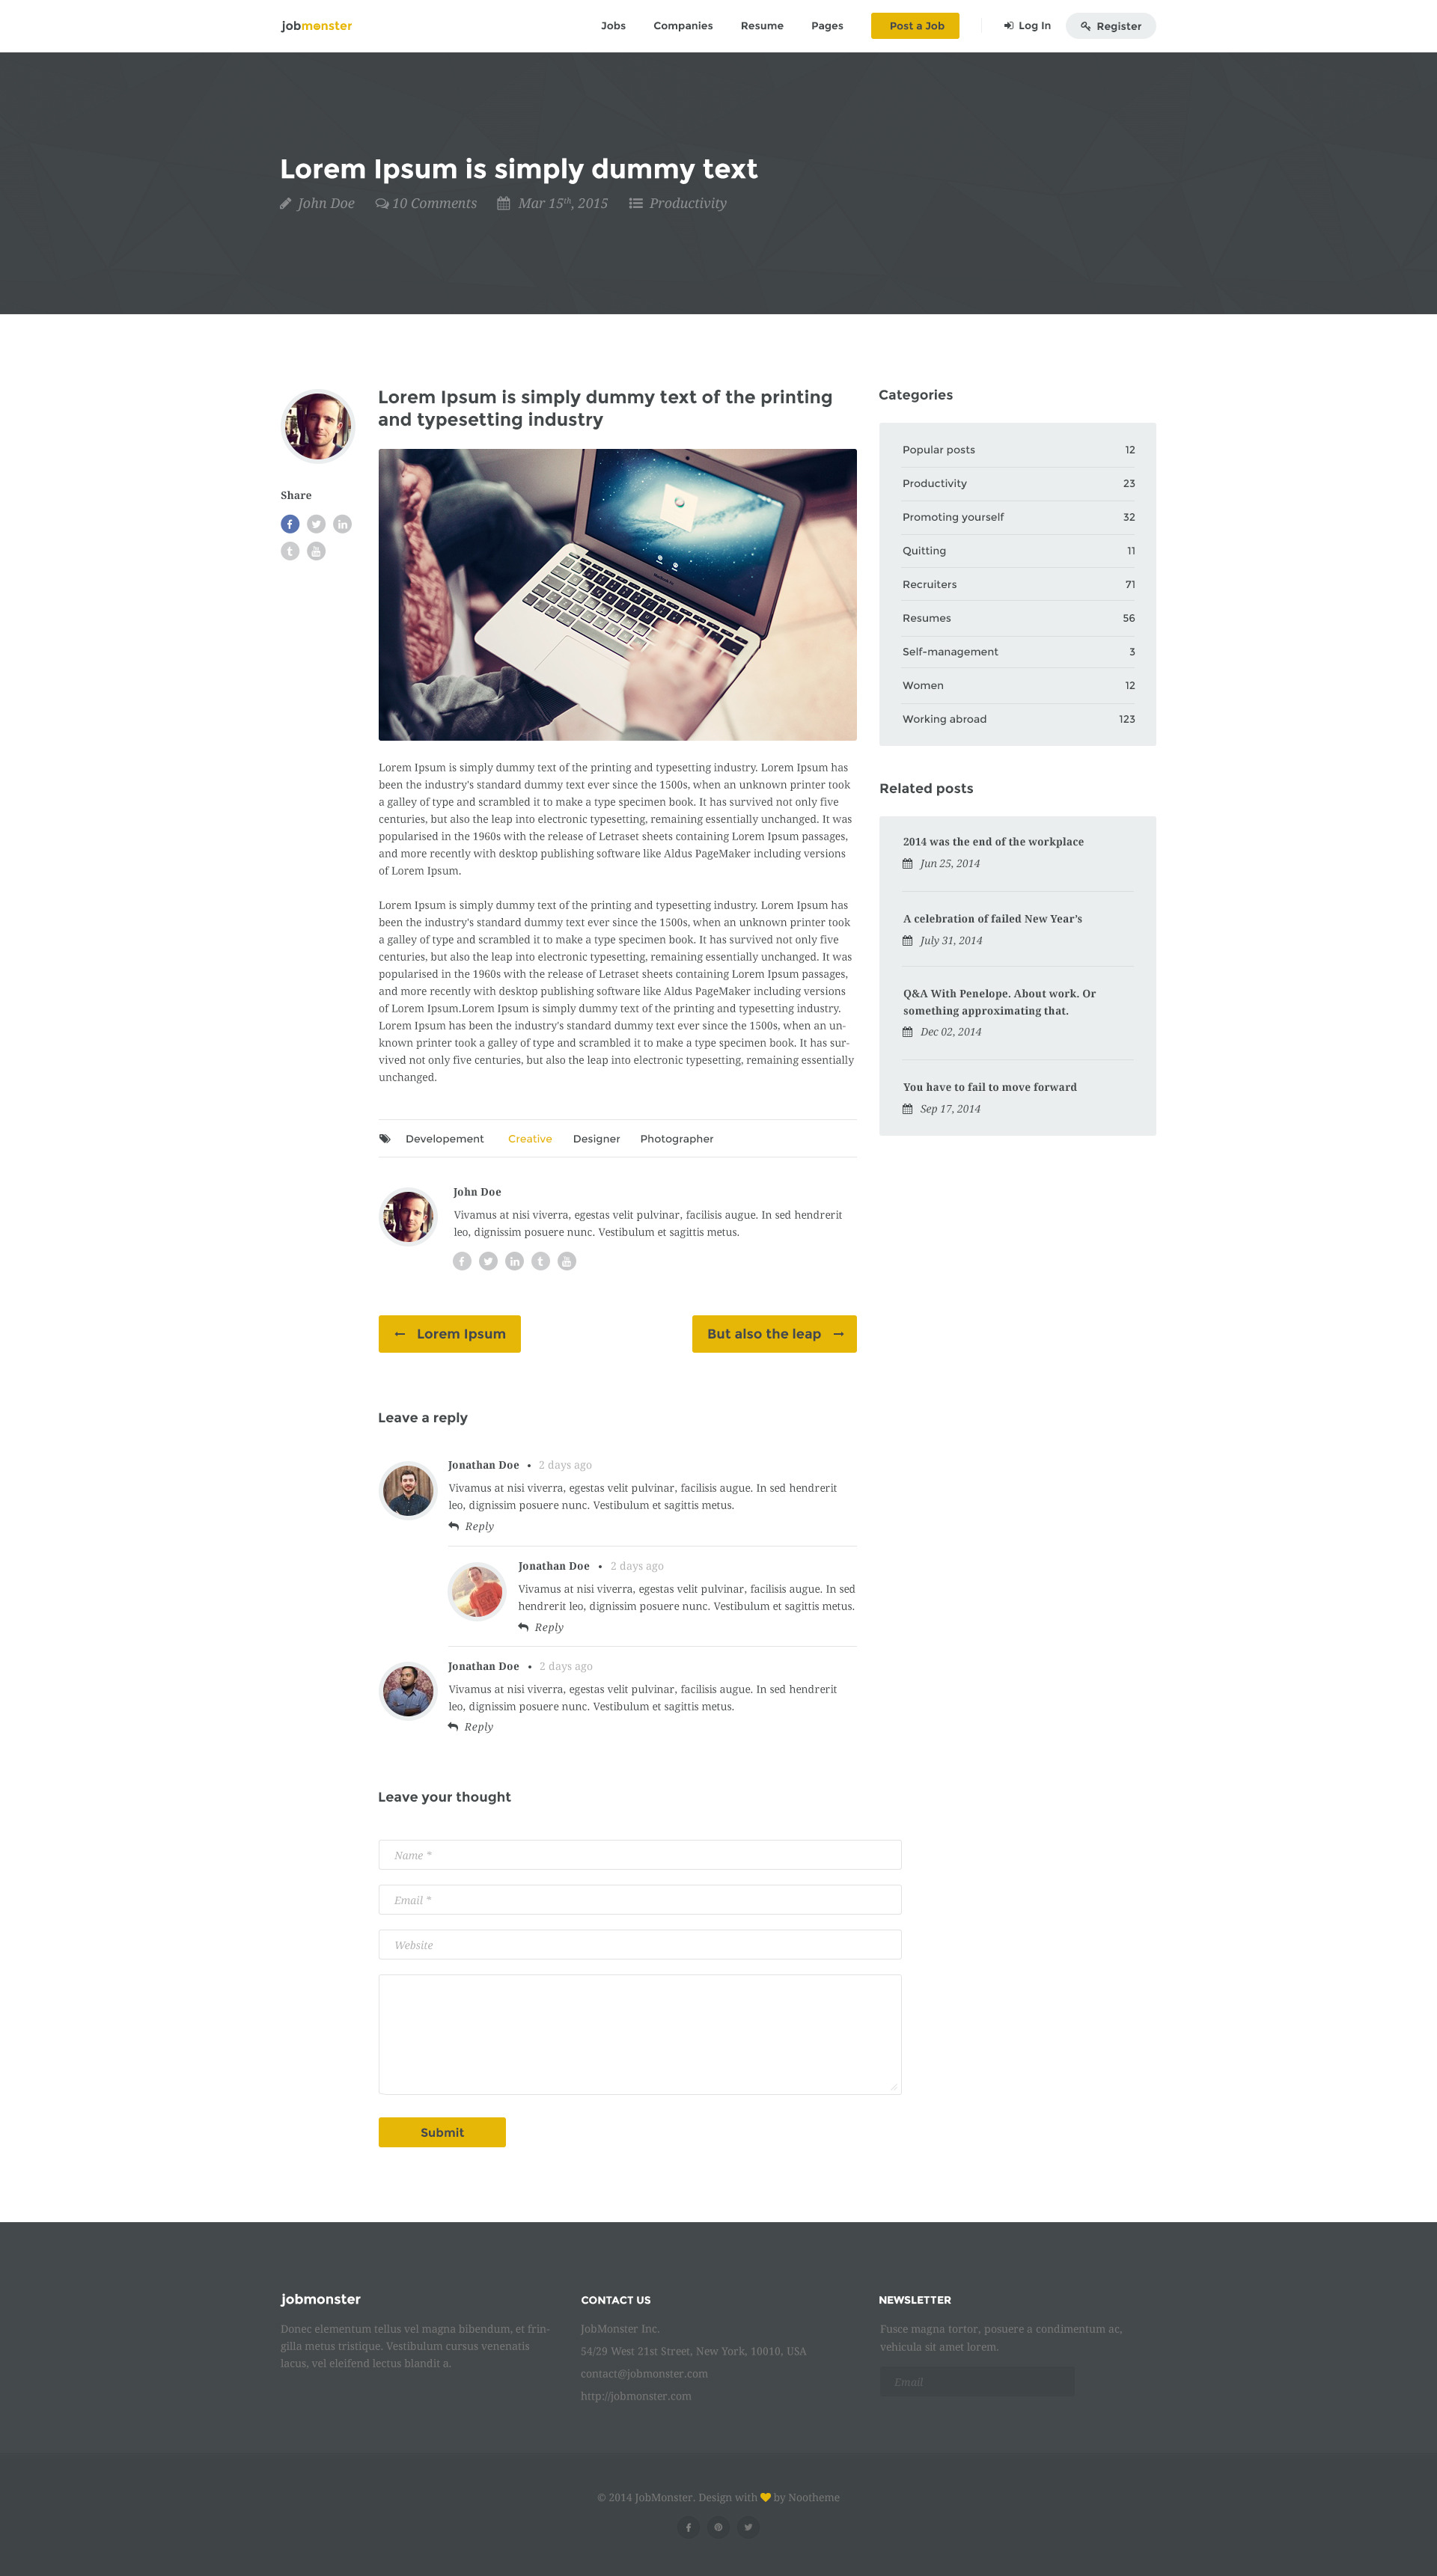 jobmonster
Jobs
Companies
Resume
Pages
Post a Job
Log In
Register
Lorem Ipsum is simply dummy text
John Doe
10 Comments
Mar 15th, 2015
Productivity
Share
Lorem Ipsum is simply dummy text of the printing
and typesetting industry
Lorem Ipsum is simply dummy text of the printing and typesetting industry. Lorem Ipsum has
been the industry's standard dummy text ever since the 1500s, when an unknown printer took
a galley of type and scrambled it to make a type specimen book. It has survived not only five
centuries, but also the leap into electronic typesetting, remaining essentially unchanged. It was
popularised in the 1960s with the release of Letraset sheets containing Lorem Ipsum passages,
and more recently with desktop publishing software like Aldus PageMaker including versions
of Lorem Ipsum.
Lorem Ipsum is simply dummy text of the printing and typesetting industry. Lorem Ipsum has
been the industry's standard dummy text ever since the 1500s, when an unknown printer took
a galley of type and scrambled it to make a type specimen book. It has survived not only five
centuries, but also the leap into electronic typesetting, remaining essentially unchanged. It was
popularised in the 1960s with the release of Letraset sheets containing Lorem Ipsum passages,
and more recently with desktop publishing software like Aldus PageMaker including versions
of Lorem Ipsum.Lorem Ipsum is simply dummy text of the printing and typesetting industry.
Lorem Ipsum has been the industry's standard dummy text ever since the 1500s, when an un-
known printer took a galley of type and scrambled it to make a type specimen book. It has sur-
vived not only five centuries, but also the leap into electronic typesetting, remaining essentially
unchanged.
Developement
Creative
Designer
Photographer
John Doe
Vivamus at nisi viverra, egestas velit pulvinar, facilisis augue. In sed hendrerit
leo, dignissim posuere nunc. Vestibulum et sagittis metus.
← Lorem Ipsum
But also the leap →
Leave a reply
Jonathan Doe • 2 days ago
Vivamus at nisi viverra, egestas velit pulvinar, facilisis augue. In sed hendrerit
leo, dignissim posuere nunc. Vestibulum et sagittis metus.
Reply
Jonathan Doe • 2 days ago
Vivamus at nisi viverra, egestas velit pulvinar, facilisis augue. In sed
hendrerit leo, dignissim posuere nunc. Vestibulum et sagittis metus.
Reply
Jonathan Doe • 2 days ago
Vivamus at nisi viverra, egestas velit pulvinar, facilisis augue. In sed hendrerit
leo, dignissim posuere nunc. Vestibulum et sagittis metus.
Reply
Leave your thought
Name *
Email *
Website
Submit
Categories
Popular posts 12
Productivity 23
Promoting yourself 32
Quitting 11
Recruiters 71
Resumes 56
Self-management 3
Women 12
Working abroad 123
Related posts
2014 was the end of the workplace
Jun 25, 2014
A celebration of failed New Year's
July 31, 2014
Q&A With Penelope. About work. Or
something approximating that.
Dec 02, 2014
You have to fail to move forward
Sep 17, 2014
jobmonster
Donec elementum tellus vel magna bibendum, et frin-
gilla metus tristique. Vestibulum cursus venenatis
lacus, vel eleifend lectus blandit a.
CONTACT US
JobMonster Inc.
54/29 West 21st Street, New York, 10010, USA
contact@jobmonster.com
http://jobmonster.com
NEWSLETTER
Fusce magna tortor, posuere a condimentum ac,
vehicula sit amet lorem.
Email
© 2014 JobMonster. Design with by Nootheme